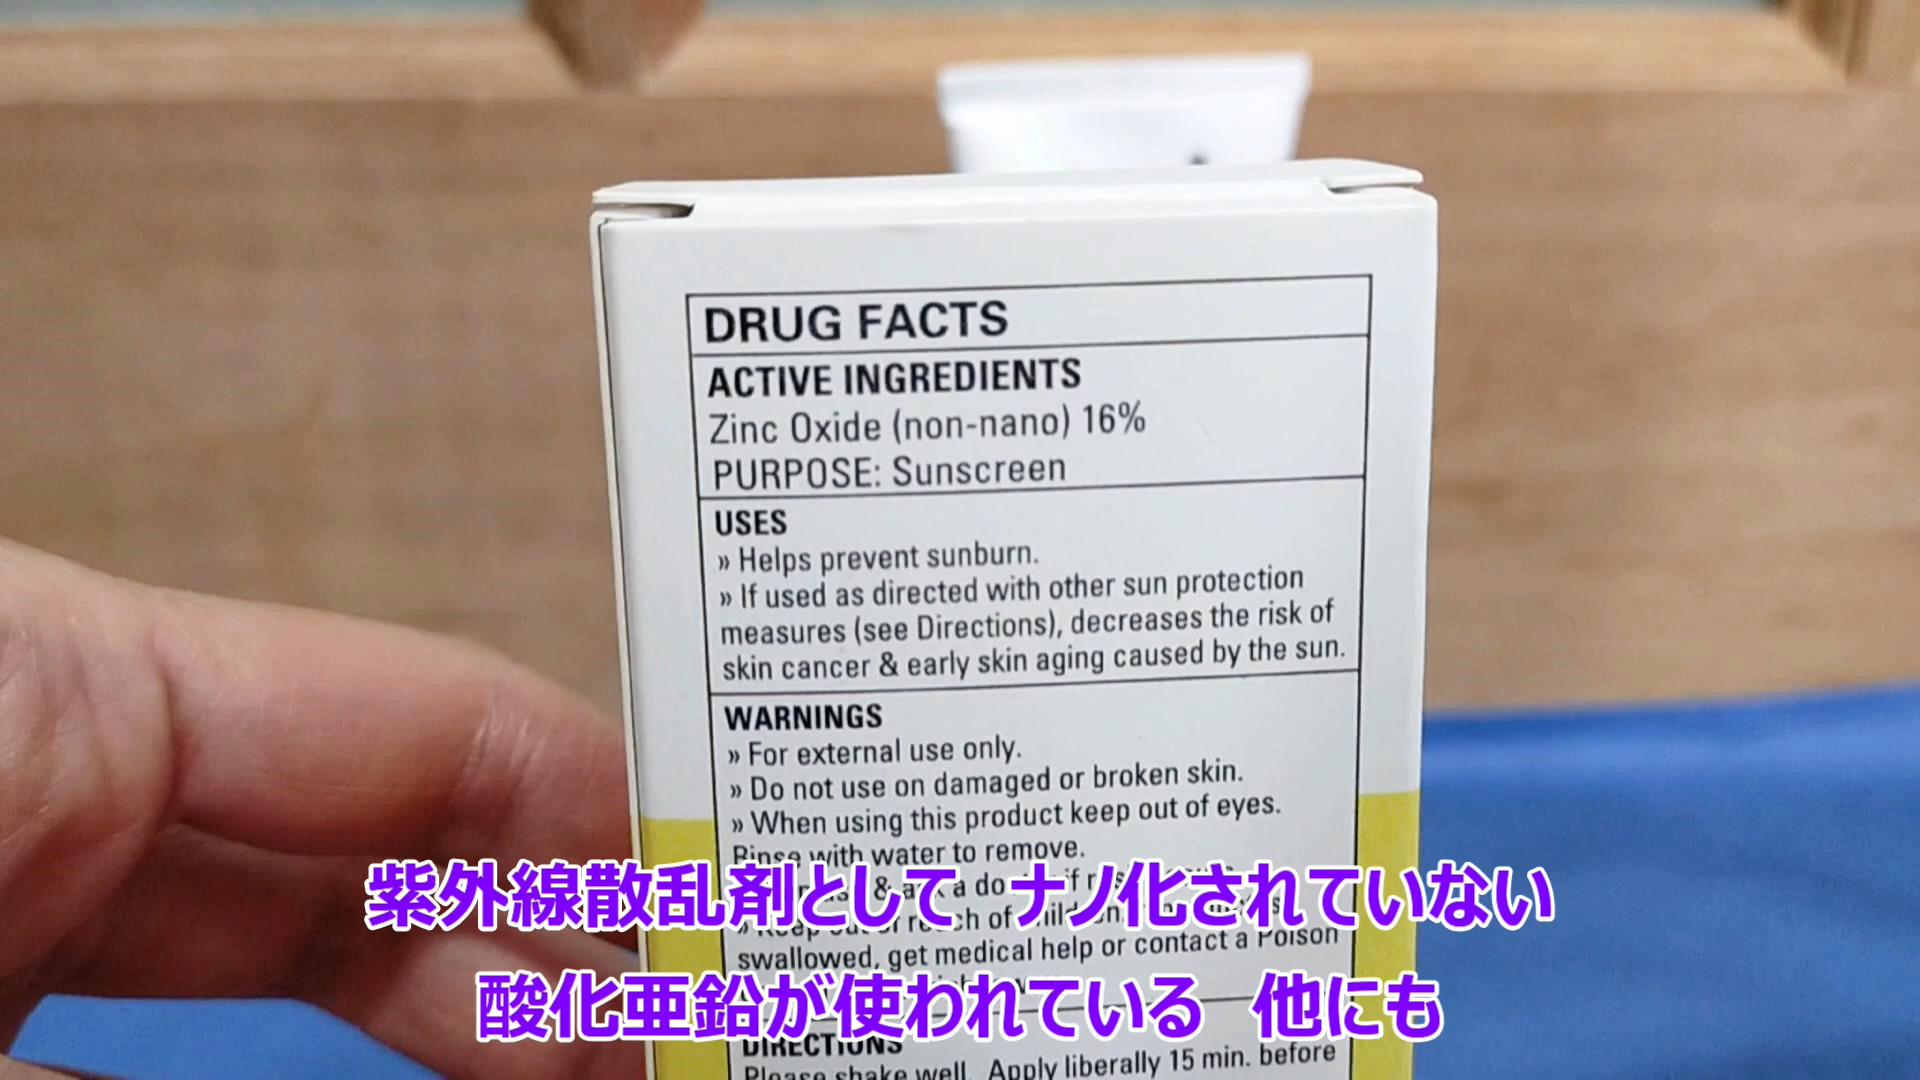 DRUG FACTS
ACTIVE INGREDIENTS
Zinc Oxide (non-nano) 16%
PURPOSE: Sunscreen
USES
» Helps prevent sunburn.
» If used as directed with other sun protection
measures (see Directions), decreases the risk of
skin cancer & early skin aging caused by the sun.
WARNINGS
» For external use only.
» Do not use on damaged or broken skin.
» When using this product keep out of eyes.
Rinse with water to remove.
紫外線散乱剤として ナノ化されていない
swallowed, get medical help or contact a Poison
酸化亜鉛が使われている 他にも
DIRECTIONS
Please shake well. Apply liberally 15 min. before